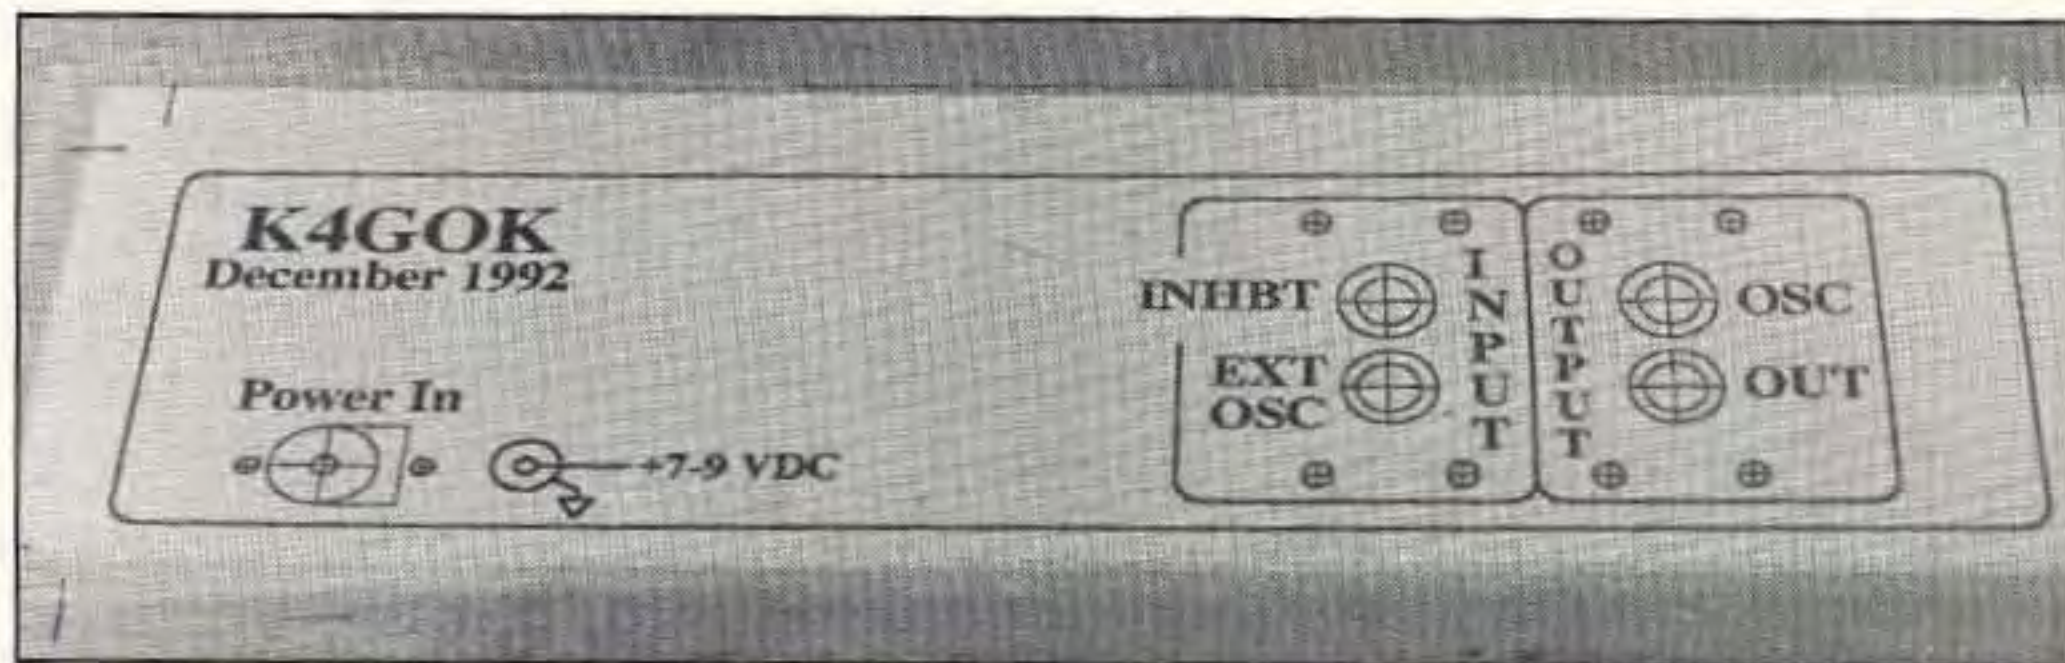 K4GOK
December 1992
Power In
+7-9 VDC
INHBT
EXT
OSC
INPUT
OUTPUT
OSC
OUT